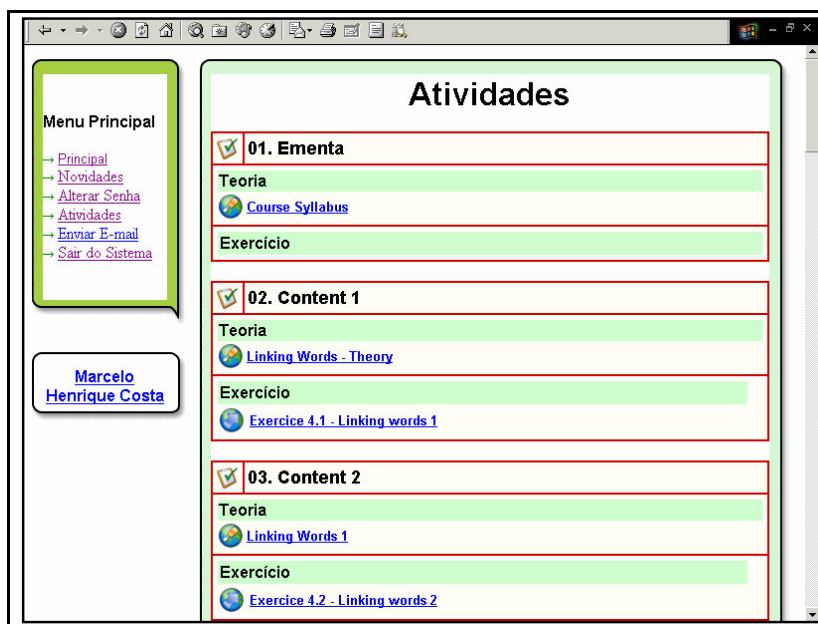 Menu Principal
→ Principal
→ Novidades
→ Alterar Senha
→ Atividades
→ Enviar E-mail
→ Sair do Sistema
Marcelo
Henrique Costa
Atividades
01. Ementa
Teoria
Course Syllabus
Exercício
02. Content 1
Teoria
Linking Words - Theory
Exercício
Exercice 4.1 - Linking words 1
03. Content 2
Teoria
Linking Words 1
Exercício
Exercice 4.2 - Linking words 2